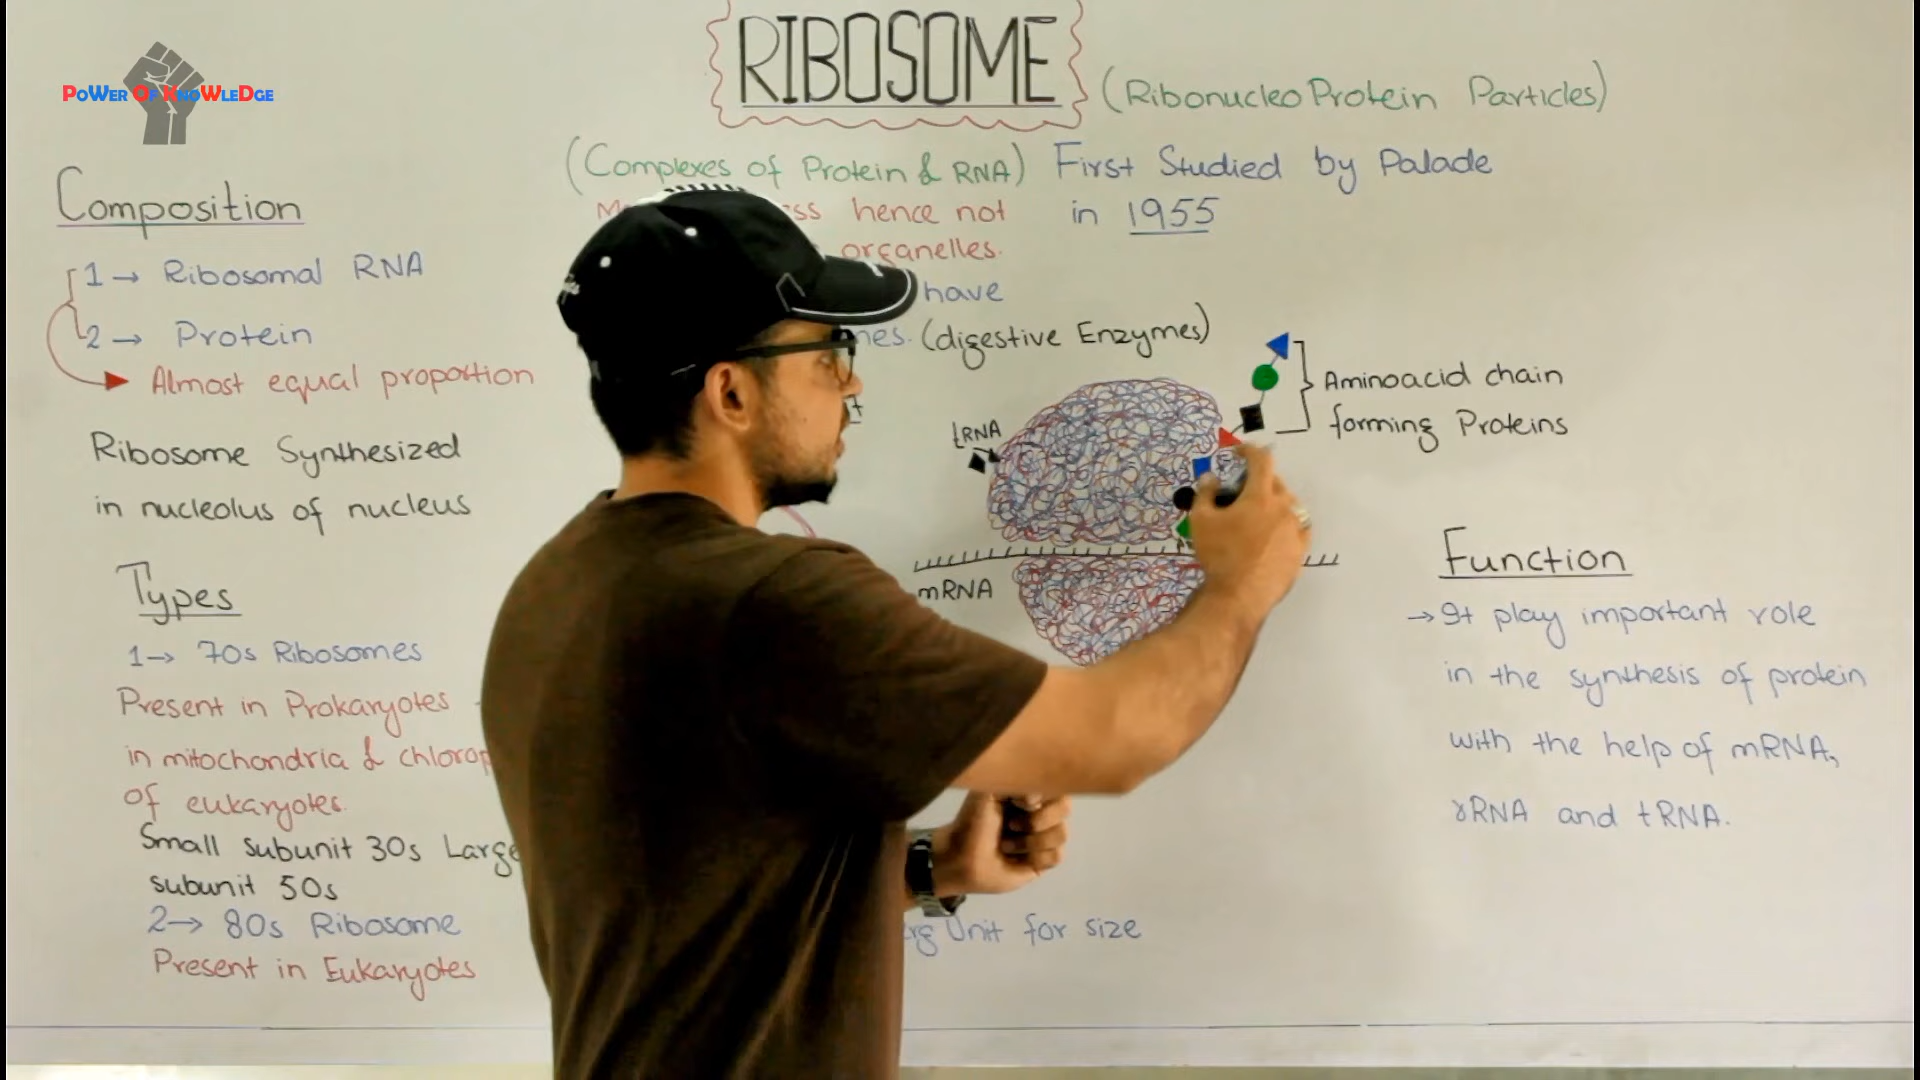 PoWer Of KnoWleDge
RIBOSOME
(RibonucleoProtein Particles)
(Complexes of Protein & RNA)
hence not
organelles.
have
(digestive Enzymes)
First Studied by Palade
in 1955
Composition
1→ Ribosomal RNA
2→ Protein
Almost equal proportion
Ribosome Synthesized
in nucleolus of nucleus
Types
1→ 70s Ribosomes
Present in Prokaryotes
in mitochondria &
of eukaryotes.
Small subunit 30s Large
subunit 50s
2→ 80s Ribosome
Present in Eukaryotes
tRNA
mRNA
Aminoacid chain
forming Proteins
Unit for size
Function
→ It play important role
in the synthesis of protein
with the help of mRNA,
rRNA and tRNA.